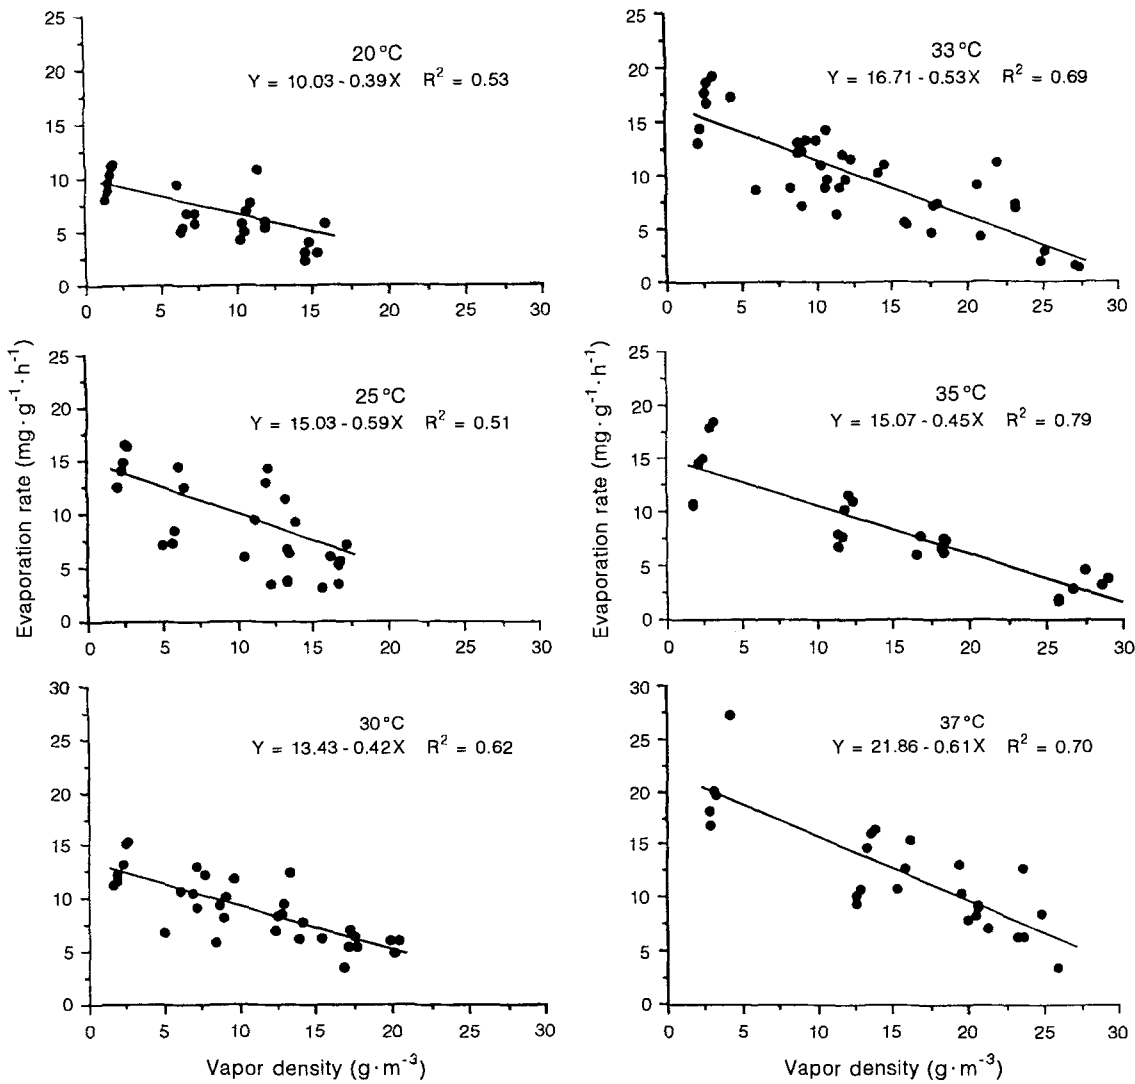 25
20
15
10
5
0
20°C
Y = 10.03 - 0.39X R² = 0.53
0 5 10 15 20 25 30
25
20
15
10
5
0
33°C
Y = 16.71 - 0.53X R² = 0.69
0 5 10 15 20 25 30
Evaporation rate (mg·g⁻¹·h⁻¹)
25
20
15
10
5
0
25°C
Y = 15.03 - 0.59X R² = 0.51
0 5 10 15 20 25 30
Evaporation rate (mg·g⁻¹·h⁻¹)
25
20
15
10
5
0
35°C
Y = 15.07 - 0.45X R² = 0.79
0 5 10 15 20 25 30
30
25
20
15
10
5
0
30°C
Y = 13.43 - 0.42X R² = 0.62
0 5 10 15 20 25 30
Vapor density (g·m⁻³)
30
25
20
15
10
5
0
37°C
Y = 21.86 - 0.61X R² = 0.70
0 5 10 15 20 25 30
Vapor density (g·m⁻³)